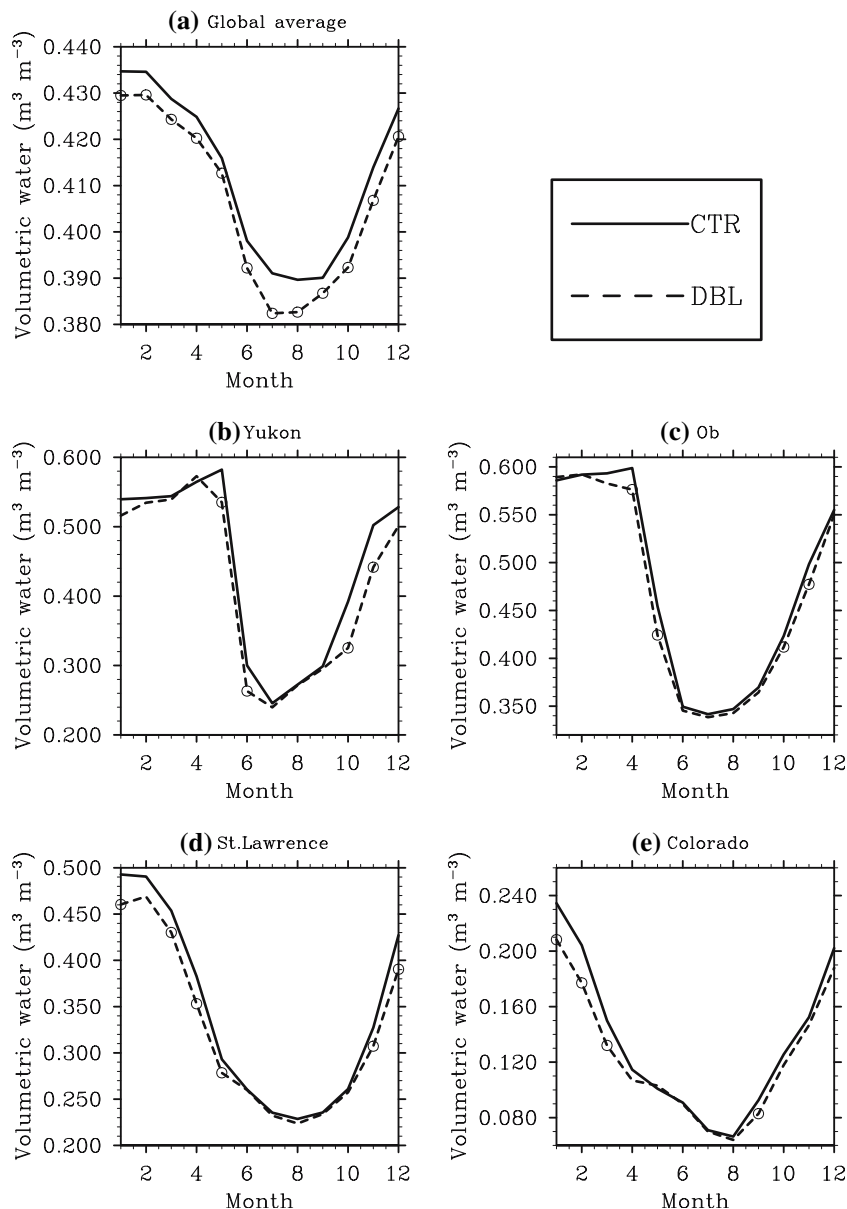 (a) Global average
Volumetric water (m³ m⁻³)
0.440
0.430
0.420
0.410
0.400
0.390
0.380
2 4 6 8 10 12
Month
CTR
DBL
(b) Yukon
Volumetric water (m³ m⁻³)
0.600
0.500
0.400
0.300
0.200
2 4 6 8 10 12
Month
(c) Ob
Volumetric water (m³ m⁻³)
0.600
0.550
0.500
0.450
0.400
0.350
2 4 6 8 10 12
Month
(d) St.Lawrence
Volumetric water (m³ m⁻³)
0.500
0.450
0.400
0.350
0.300
0.250
0.200
2 4 6 8 10 12
Month
(e) Colorado
Volumetric water (m³ m⁻³)
0.240
0.200
0.160
0.120
0.080
2 4 6 8 10 12
Month